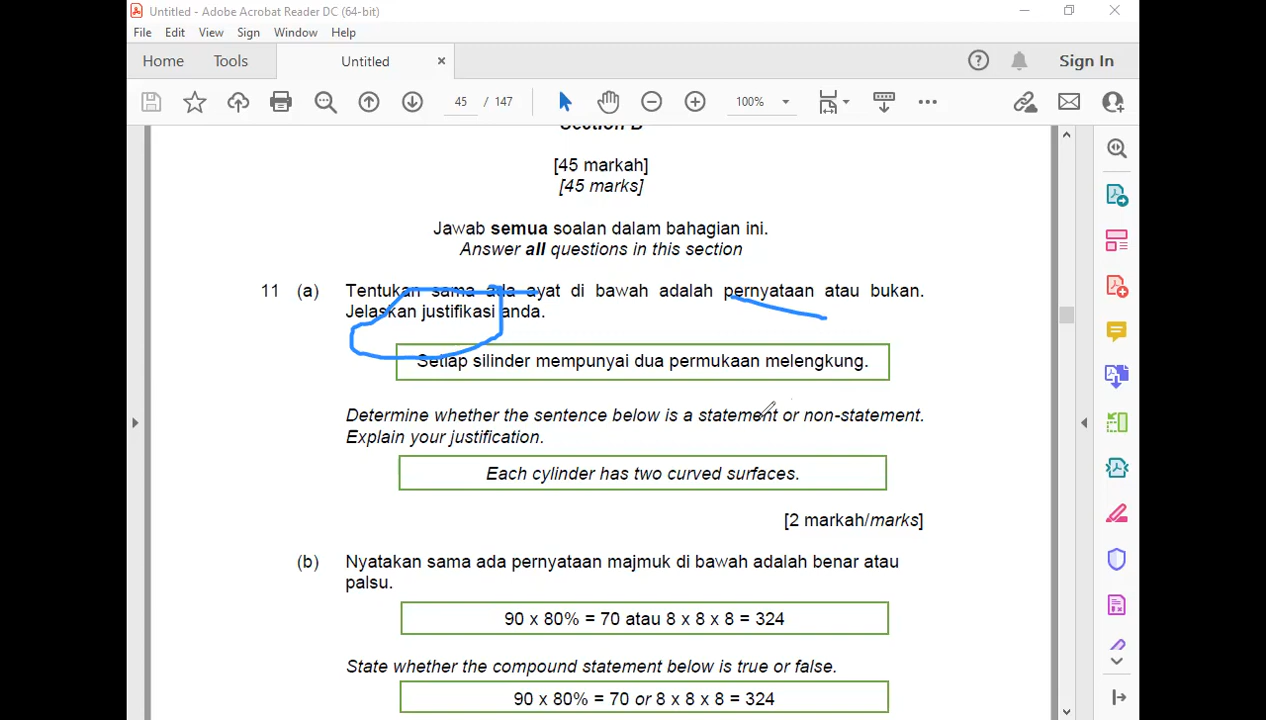 Untitled - Adobe Acrobat Reader DC (64-bit)
File Edit View Sign Window Help
Home Tools Untitled × Sign In
45 / 147 100%
Section B
[45 markah]
[45 marks]
Jawab semua soalan dalam bahagian ini.
Answer all questions in this section
11 (a) Tentukan sama ada ayat di bawah adalah pernyataan atau bukan.
Jelaskan justifikasi anda.
Setiap silinder mempunyai dua permukaan melengkung.
Determine whether the sentence below is a statement or non-statement.
Explain your justification.
Each cylinder has two curved surfaces.
[2 markah/marks]
(b) Nyatakan sama ada pernyataan majmuk di bawah adalah benar atau
palsu.
90 x 80% = 70 atau 8 x 8 x 8 = 324
State whether the compound statement below is true or false.
90 x 80% = 70 or 8 x 8 x 8 = 324